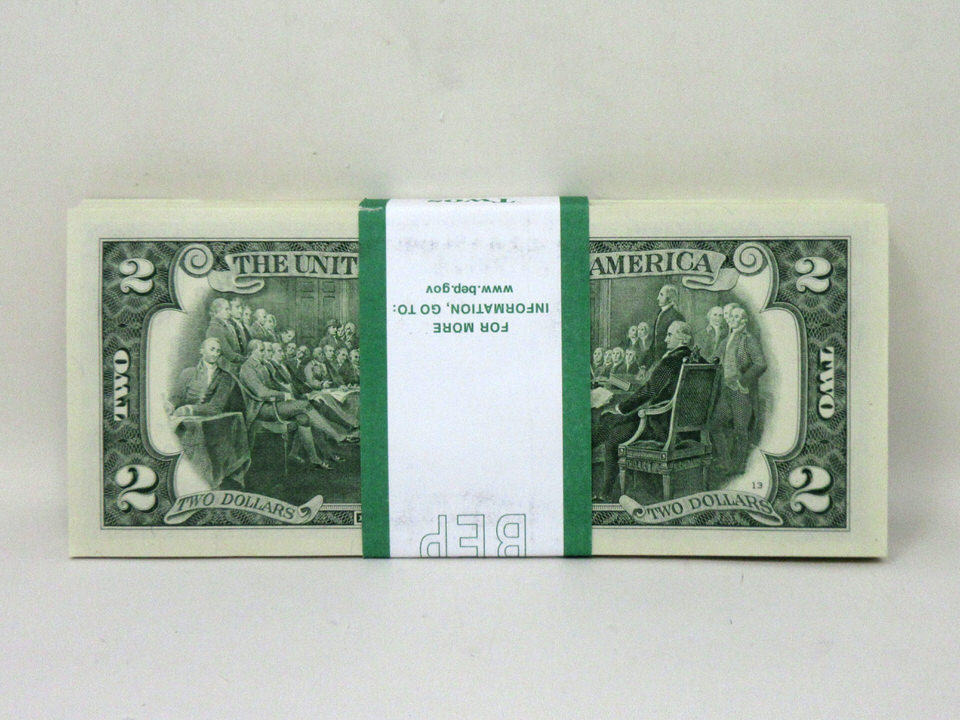 2
THE UNIT
AMERICA
2
TWO
TWO
2
TWO DOLLARS
13
TWO DOLLARS
2
BEP
FOR MORE
INFORMATION, GO TO:
www.bep.gov
Twos